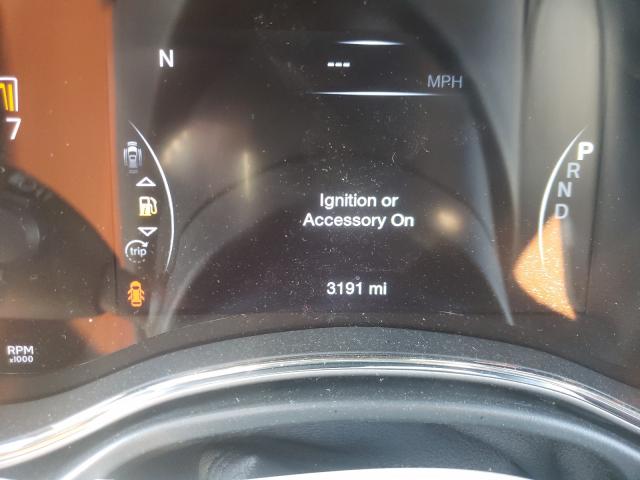 N
---
MPH
7
P
R
N
D
Ignition or
Accessory On
trip
3191 mi
RPM
x1000